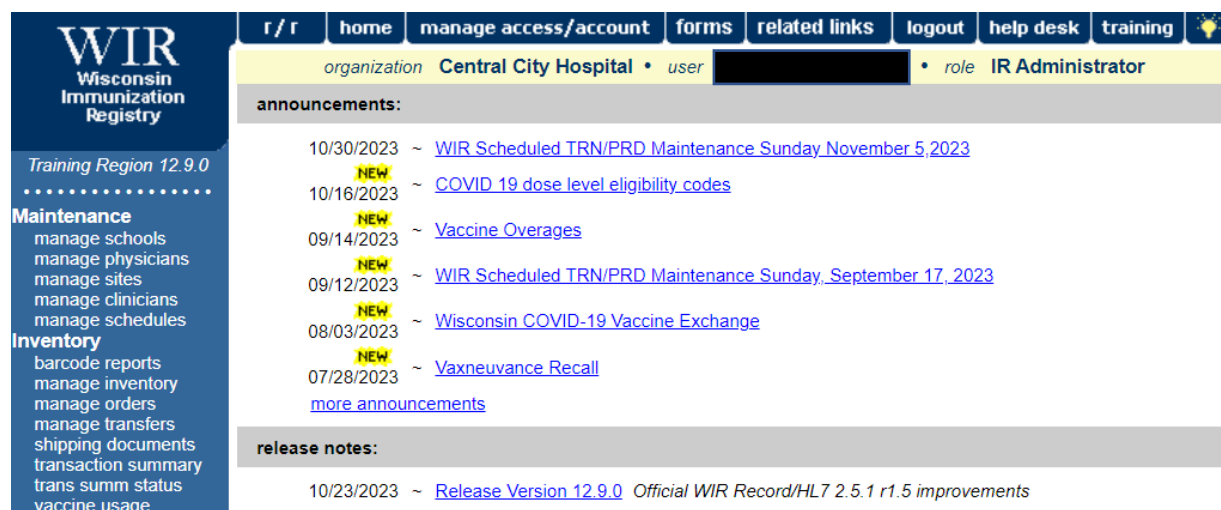 WIR
Wisconsin
Immunization
Registry
r / r home manage access/account forms related links logout help desk training
organization Central City Hospital • user • role IR Administrator
Training Region 12.9.0
Maintenance
manage schools
manage physicians
manage sites
manage clinicians
manage schedules
Inventory
barcode reports
manage inventory
manage orders
manage transfers
shipping documents
transaction summary
trans summ status
vaccine usage
announcements:
10/30/2023 ~ WIR Scheduled TRN/PRD Maintenance Sunday November 5,2023
NEW
10/16/2023 ~ COVID 19 dose level eligibility codes
NEW
09/14/2023 ~ Vaccine Overages
NEW
09/12/2023 ~ WIR Scheduled TRN/PRD Maintenance Sunday, September 17, 2023
NEW
08/03/2023 ~ Wisconsin COVID-19 Vaccine Exchange
NEW
07/28/2023 ~ Vaxneuvance Recall
more announcements
release notes:
10/23/2023 ~ Release Version 12.9.0 Official WIR Record/HL7 2.5.1 r1.5 improvements